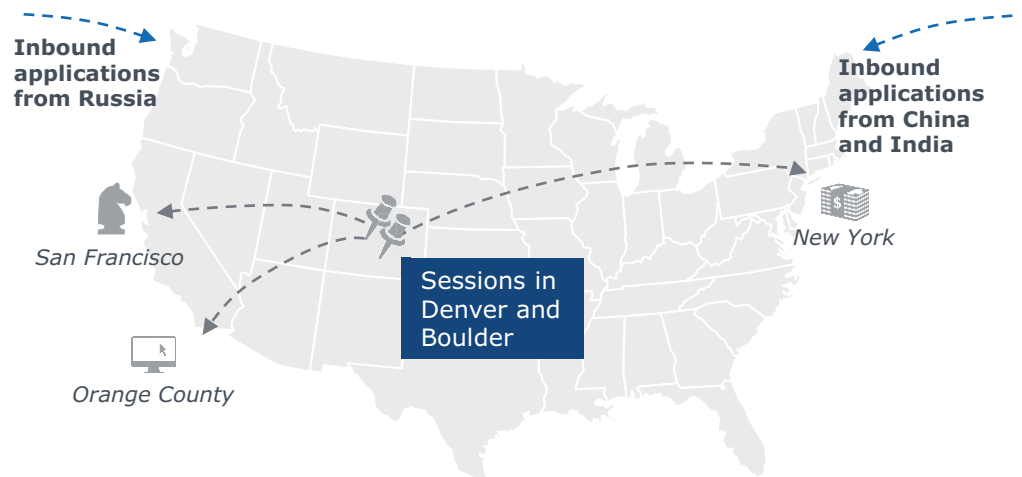 Inbound
applications
from Russia
Inbound
applications
from China
and India
San Francisco
$
New York
Sessions in
Denver and
Boulder
Orange County